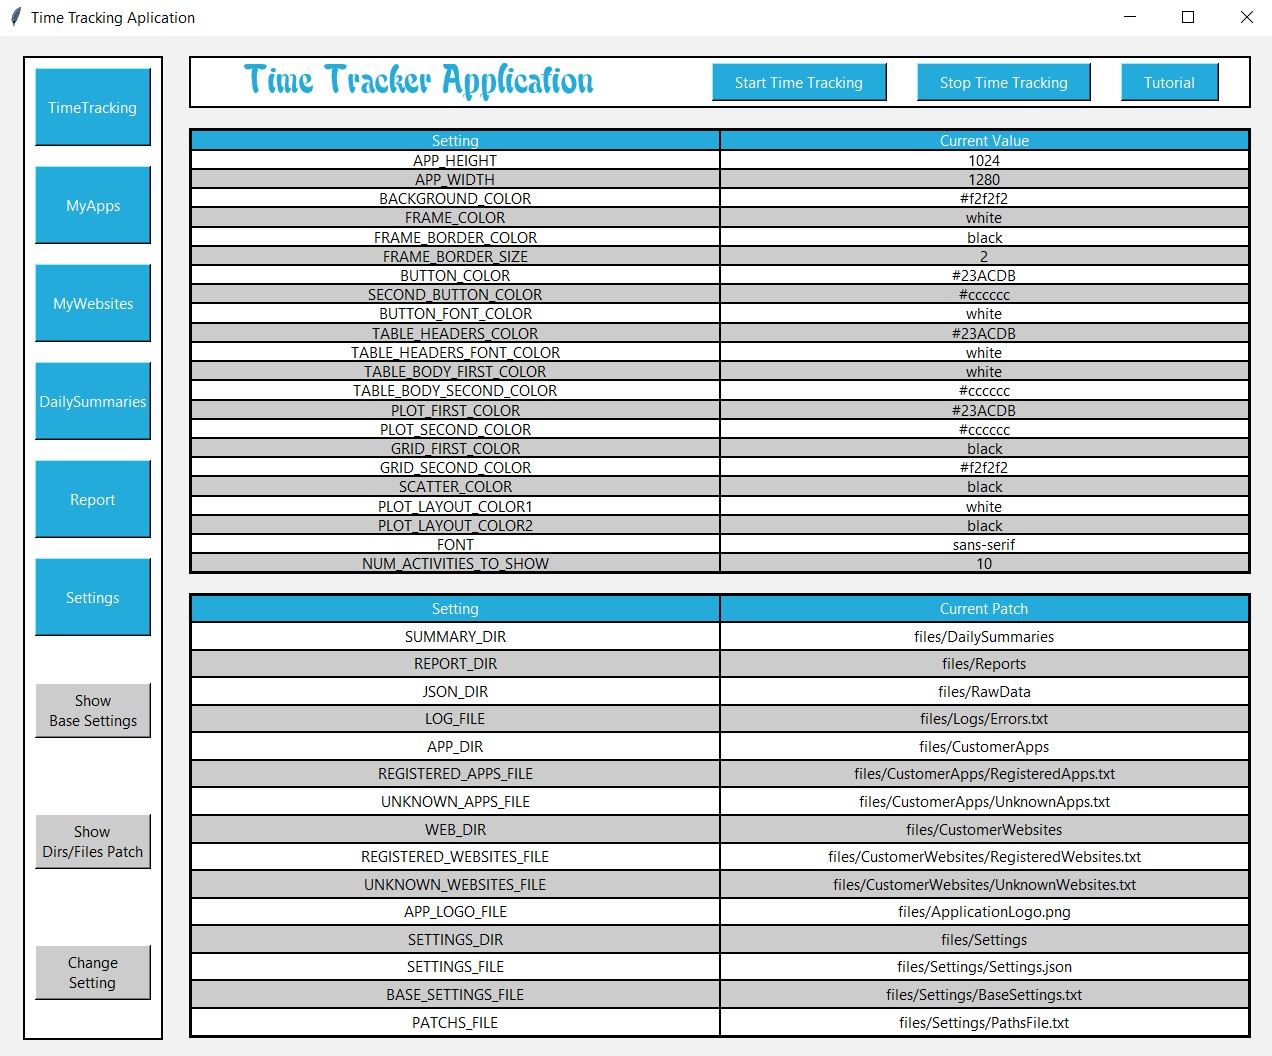 Time Tracking Aplication
TimeTracking
MyApps
MyWebsites
DailySummaries
Report
Settings
Show
Base Settings
Show
Dirs/Files Patch
Change
Setting
Time Tracker Application
Start Time Tracking
Stop Time Tracking
Tutorial
Setting Current Value
APP_HEIGHT 1024
APP_WIDTH 1280
BACKGROUND_COLOR #f2f2f2
FRAME_COLOR white
FRAME_BORDER_COLOR black
FRAME_BORDER_SIZE 2
BUTTON_COLOR #23ACDB
SECOND_BUTTON_COLOR #cccccc
BUTTON_FONT_COLOR white
TABLE_HEADERS_COLOR #23ACDB
TABLE_HEADERS_FONT_COLOR white
TABLE_BODY_FIRST_COLOR white
TABLE_BODY_SECOND_COLOR #cccccc
PLOT_FIRST_COLOR #23ACDB
PLOT_SECOND_COLOR #cccccc
GRID_FIRST_COLOR black
GRID_SECOND_COLOR #f2f2f2
SCATTER_COLOR black
PLOT_LAYOUT_COLOR1 white
PLOT_LAYOUT_COLOR2 black
FONT sans-serif
NUM_ACTIVITIES_TO_SHOW 10
Setting Current Patch
SUMMARY_DIR files/DailySummaries
REPORT_DIR files/Reports
JSON_DIR files/RawData
LOG_FILE files/Logs/Errors.txt
APP_DIR files/CustomerApps
REGISTERED_APPS_FILE files/CustomerApps/RegisteredApps.txt
UNKNOWN_APPS_FILE files/CustomerApps/UnknownApps.txt
WEB_DIR files/CustomerWebsites
REGISTERED_WEBSITES_FILE files/CustomerWebsites/RegisteredWebsites.txt
UNKNOWN_WEBSITES_FILE files/CustomerWebsites/UnknownWebsites.txt
APP_LOGO_FILE files/ApplicationLogo.png
SETTINGS_DIR files/Settings
SETTINGS_FILE files/Settings/Settings.json
BASE_SETTINGS_FILE files/Settings/BaseSettings.txt
PATCHS_FILE files/Settings/PathsFile.txt